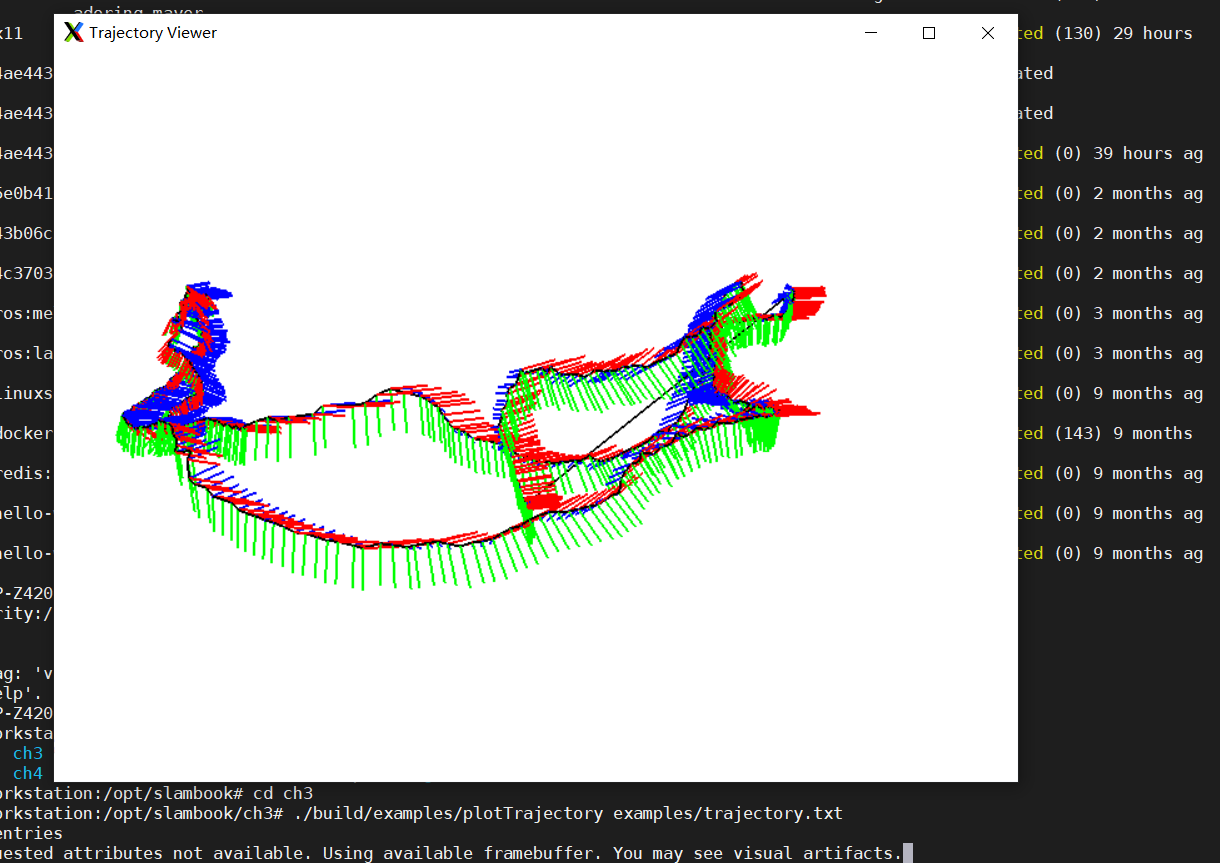 adoring_mayer
x11
Trajectory Viewer
ted (130) 29 hours
4ae443
ated
4ae443
ated
4ae443
ted (0) 39 hours ag
5e0b41
ted (0) 2 months ag
43b06c
ted (0) 2 months ag
4c3703
ted (0) 2 months ag
ros:me
ted (0) 3 months ag
ros:la
ted (0) 3 months ag
linuxs
ted (0) 9 months ag
docker
ted (143) 9 months
redis:
ted (0) 9 months ag
hello-
ted (0) 9 months ag
hello-
ted (0) 9 months ag
P-Z420
rity:/
ag: 'v
elp'.
P-Z420
orksta
ch3
ch4
orkstation:/opt/slambook# cd ch3
orkstation:/opt/slambook/ch3# ./build/examples/plotTrajectory examples/trajectory.txt
entries
uested attributes not available. Using available framebuffer. You may see visual artifacts.